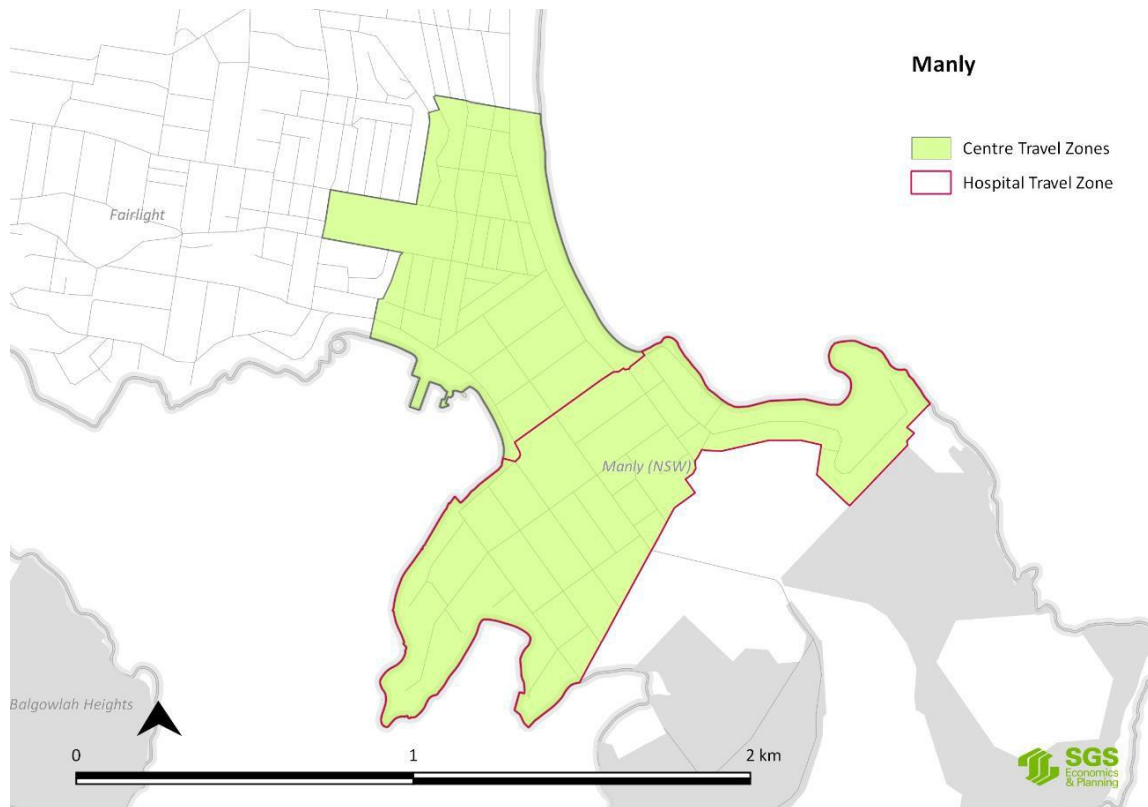 Manly
Centre Travel Zones
Hospital Travel Zone
Fairlight
Manly (NSW)
Balgowlah Heights
0 1 2 km
SGS
Economics
& Planning